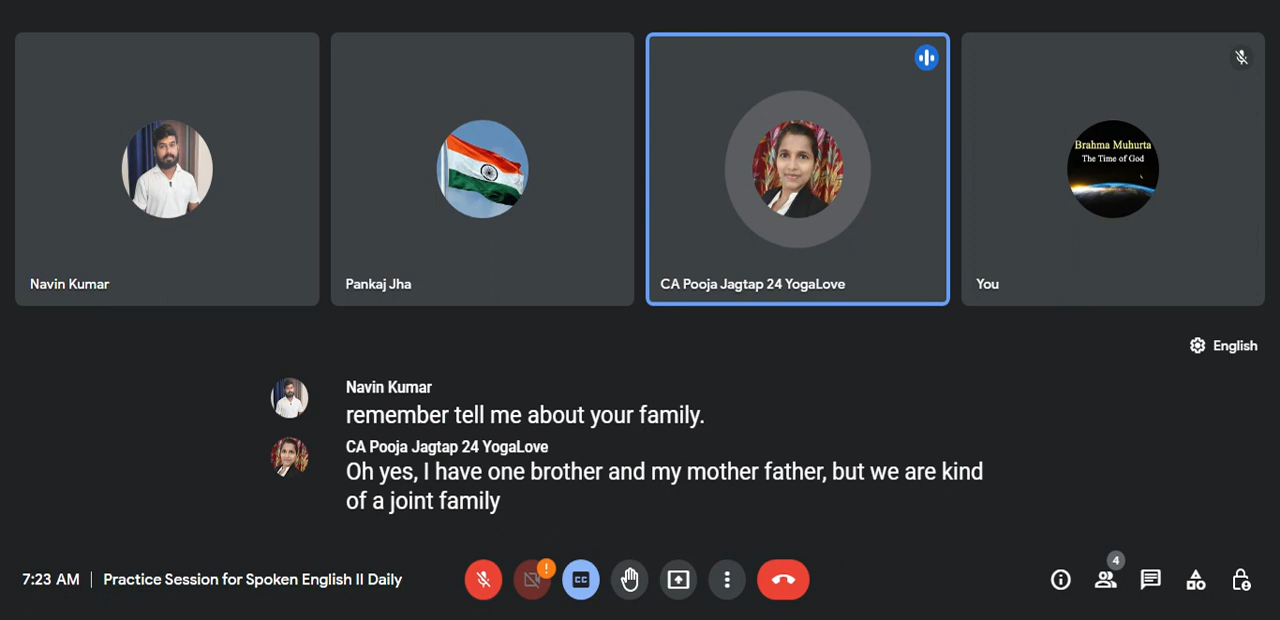 Brahma Muhurta
The Time of God
Navin Kumar
Pankaj Jha
CA Pooja Jagtap 24 YogaLove
You
English
Navin Kumar
remember tell me about your family.
CA Pooja Jagtap 24 YogaLove
Oh yes, I have one brother and my mother father, but we are kind
of a joint family
7:23 AM | Practice Session for Spoken English II Daily
!
CC
4